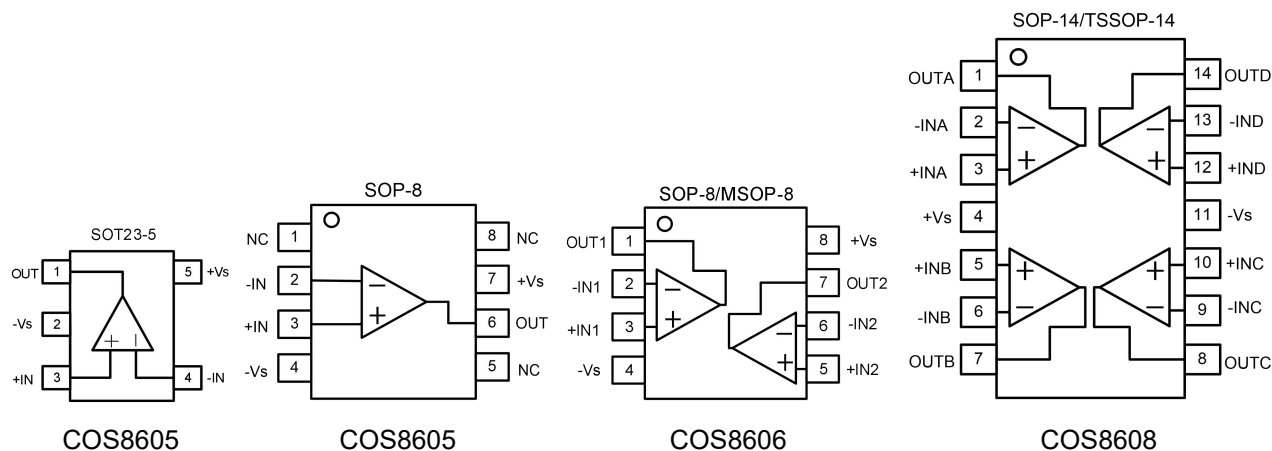 SOT23-5
OUT 1 5 +Vs
-Vs 2
+IN 3 4 -IN
+ −
COS8605
SOP-8
NC 1 8 NC
-IN 2 7 +Vs
+IN 3 6 OUT
-Vs 4 5 NC
−
+
COS8605
SOP-8/MSOP-8
OUT1 1 8 +Vs
-IN1 2 7 OUT2
+IN1 3 6 -IN2
-Vs 4 5 +IN2
− −
+ +
COS8606
SOP-14/TSSOP-14
OUTA 1 14 OUTD
-INA 2 13 -IND
+INA 3 12 +IND
+Vs 4 11 -Vs
+INB 5 10 +INC
-INB 6 9 -INC
OUTB 7 8 OUTC
− −
+ +
+ +
− −
COS8608